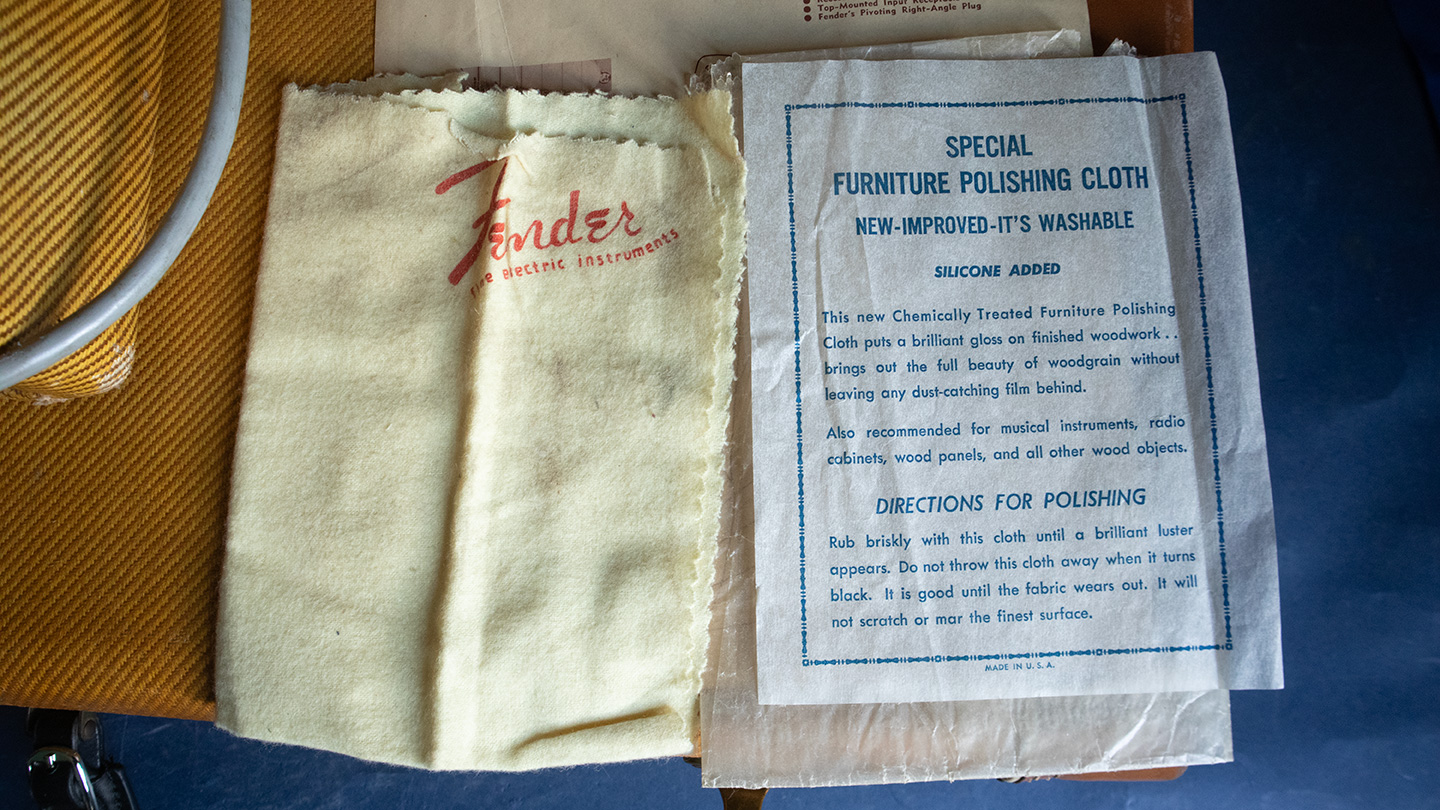 Top-Mounted Input
Fender's Pivoting Right-Angle Plug
Fender
electric instruments
SPECIAL
FURNITURE POLISHING CLOTH
NEW-IMPROVED-IT'S WASHABLE
SILICONE ADDED
This new Chemically Treated Furniture Polishing
Cloth puts a brilliant gloss on finished woodwork . .
brings out the full beauty of woodgrain without
leaving any dust-catching film behind.
Also recommended for musical instruments, radio
cabinets, wood panels, and all other wood objects.
DIRECTIONS FOR POLISHING
Rub briskly with this cloth until a brilliant luster
appears. Do not throw this cloth away when it turns
black. It is good until the fabric wears out. It will
not scratch or mar the finest surface.
MADE IN U. S. A.